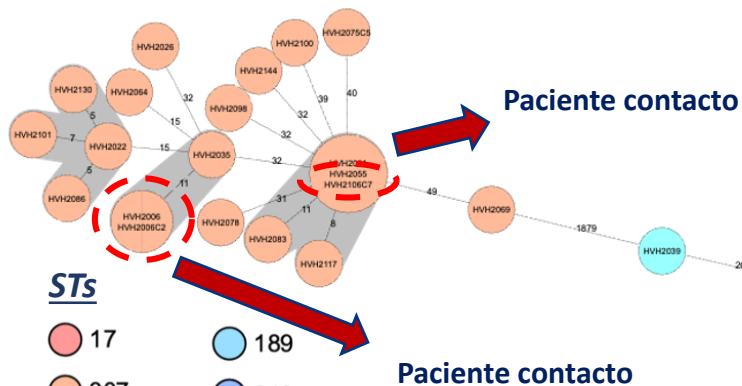 HVH2026
HVH2100
HVH2075C5
HVH2144
HVH2130
HVH2064
32
39
40
HVH2098
32
Paciente contacto
5
15
HVH2101
7
HVH2022
15
HVH2035
32
32
HVH2055
HVH2106C7
5
11
49
HVH2086
31
11
8
HVH2069
HVH2006
HVH2006C2
HVH2078
1879
HVH2083
HVH2039
HVH2117
STs
17
189
Paciente contacto